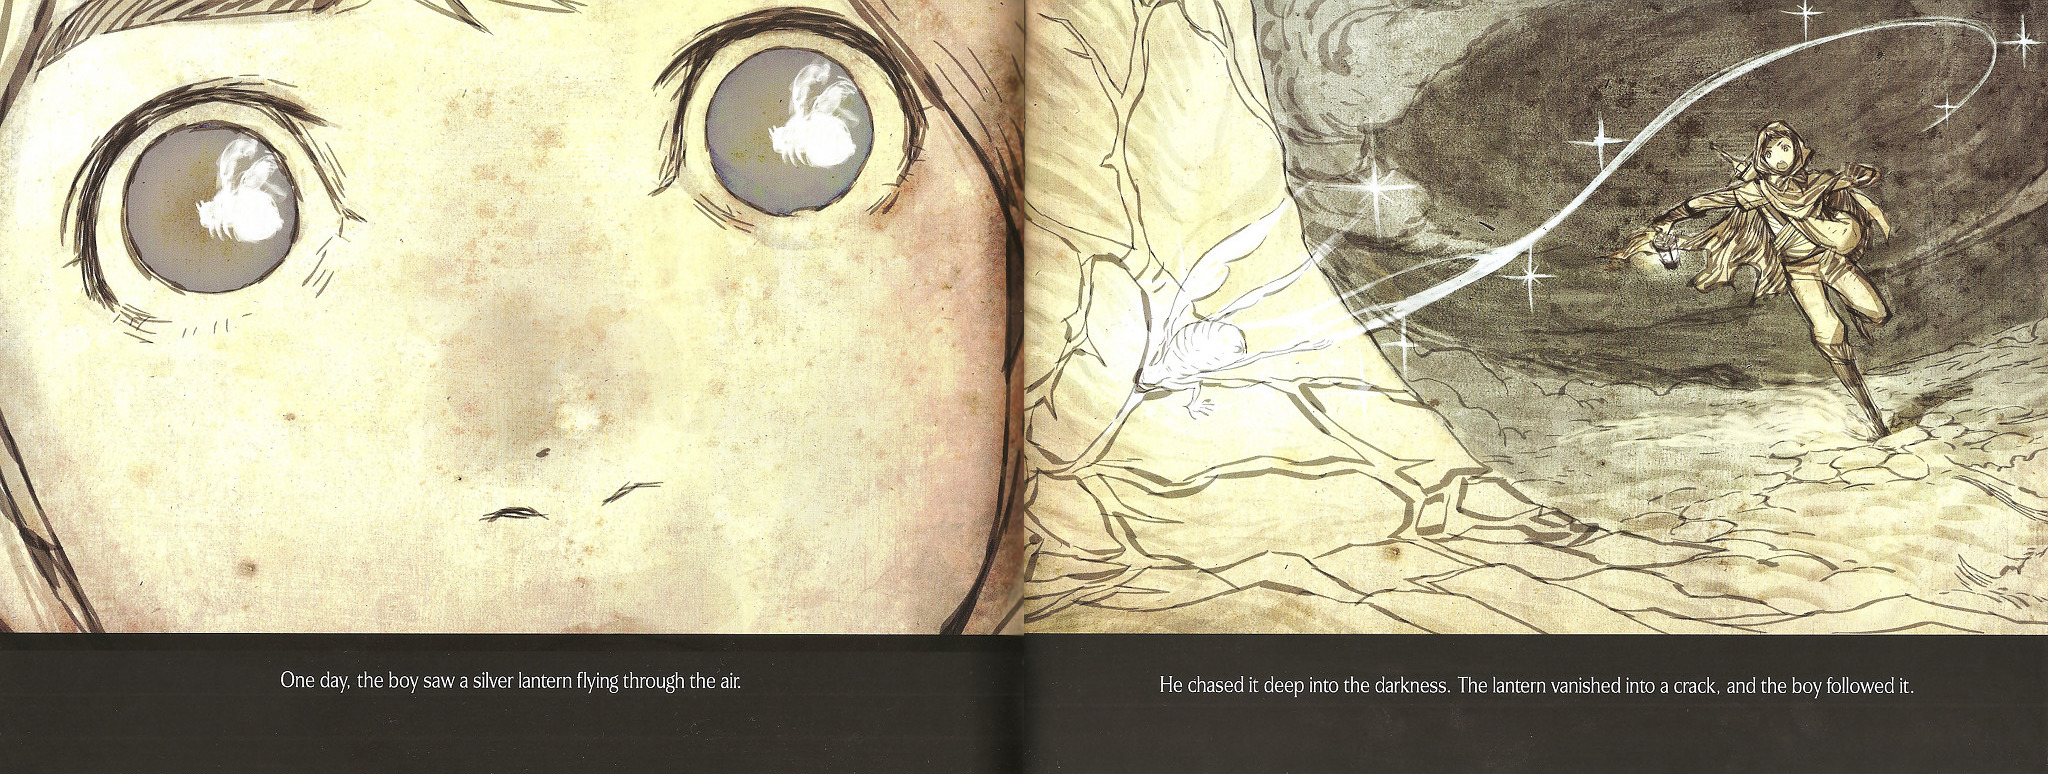 One day, the boy saw a silver lantern flying through the air.
He chased it deep into the darkness. The lantern vanished into a crack, and the boy followed it.